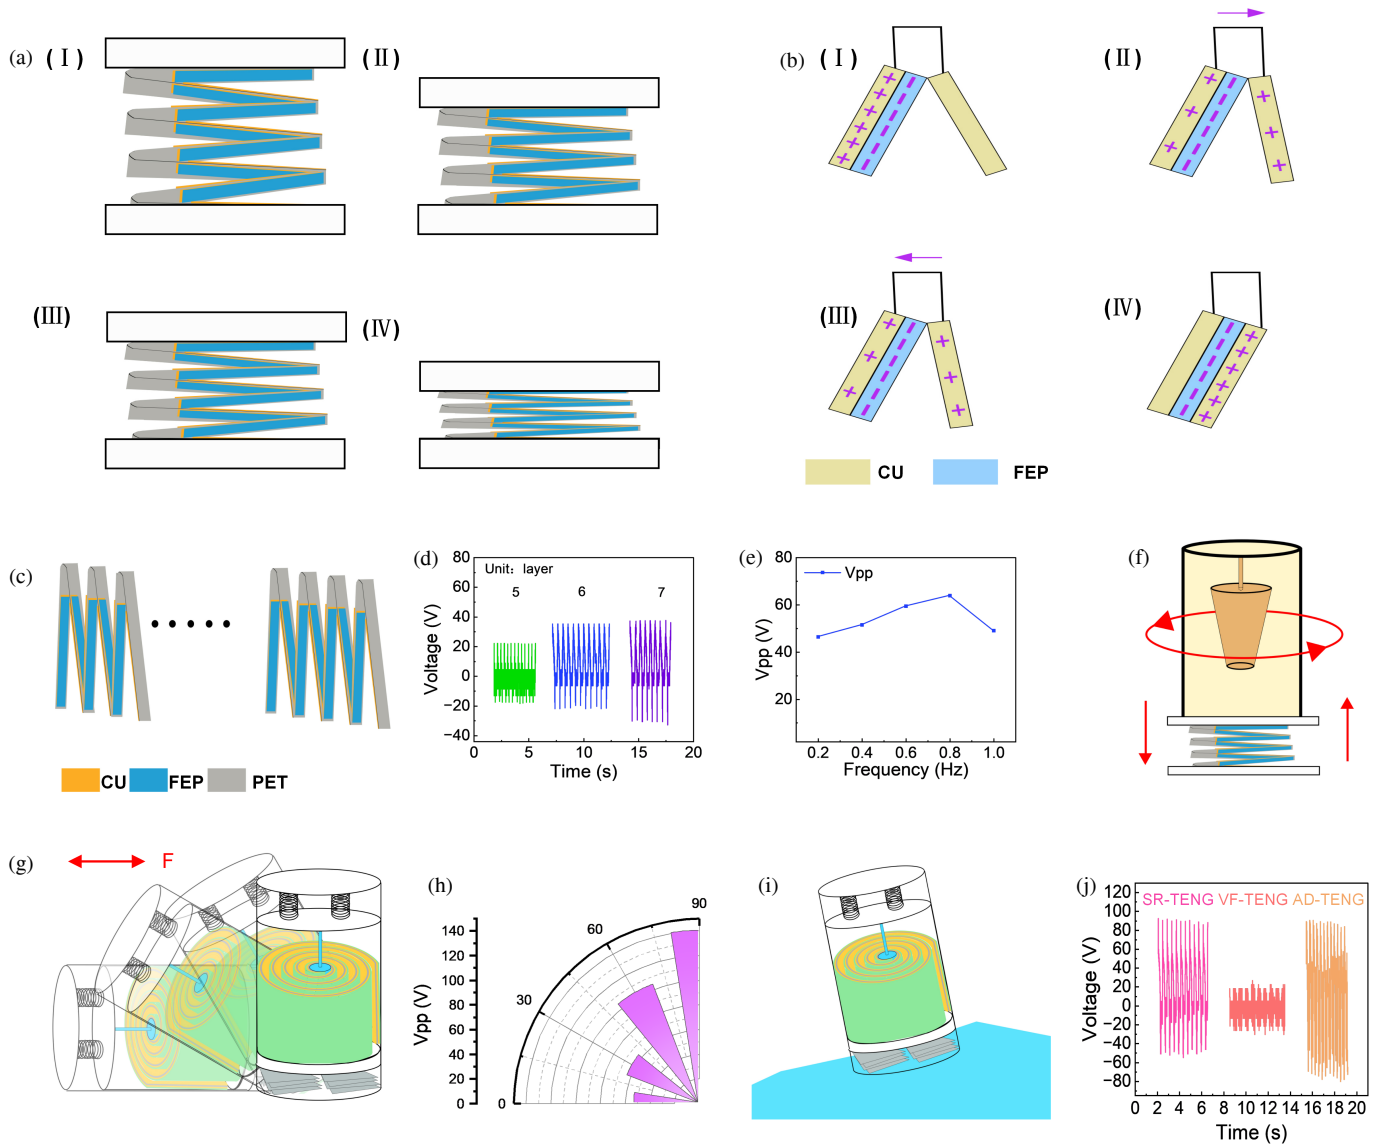 (a) (Ⅰ) (Ⅱ)
(Ⅲ) (Ⅳ)
(b) (Ⅰ) (Ⅱ)
(Ⅲ) (Ⅳ)
CU FEP
(c)
CU FEP PET
(d)
Unit: layer
5 6 7
80
60
40
20
0
−20
−40
Voltage (V)
0 5 10 15 20
Time (s)
(e)
Vpp
80
60
40
20
Vpp (V)
0.2 0.4 0.6 0.8 1.0
Frequency (Hz)
(f)
(g) F
(h)
140
120
100
80
60
40
20
0
Vpp (V)
0 30 60 90
(i)
(j)
SR-TENG VF-TENG AD-TENG
120
100
80
60
40
20
0
−20
−40
−60
−80
Voltage (V)
0 2 4 6 8 10 12 14 16 18 20
Time (s)